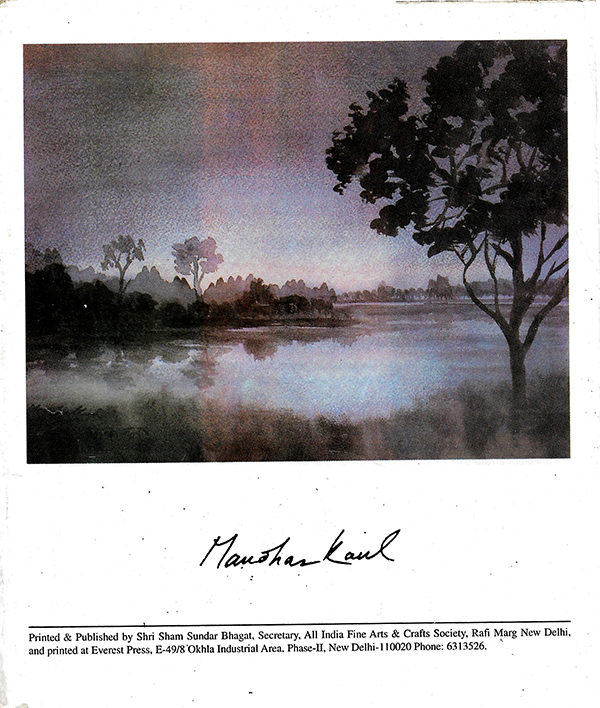 Manohar Kaul
Printed & Published by Shri Sham Sundar Bhagat, Secretary, All India Fine Arts & Crafts Society, Rafi Marg New Delhi,
and printed at Everest Press, E-49/8 Okhla Industrial Area, Phase-II, New Delhi-110020 Phone: 6313526.